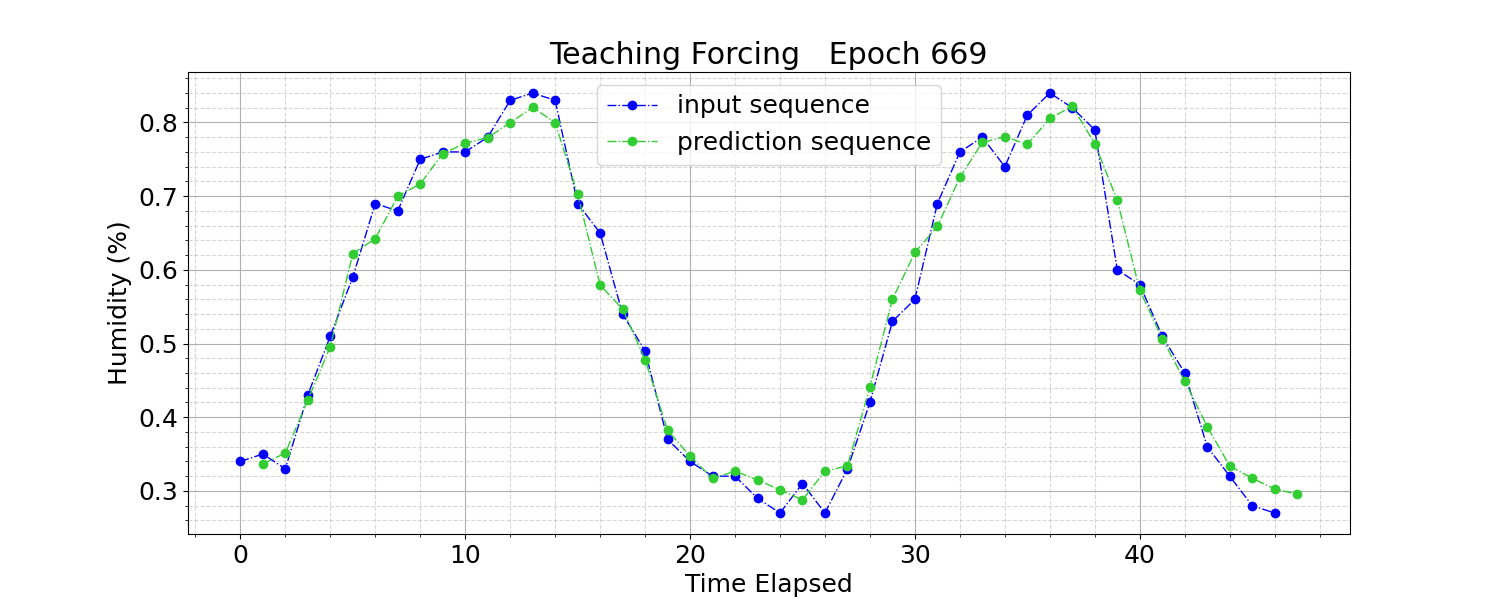 Teaching Forcing   Epoch 669
input sequence
prediction sequence
Humidity (%)
0.8
0.7
0.6
0.5
0.4
0.3
0 10 20 30 40
Time Elapsed